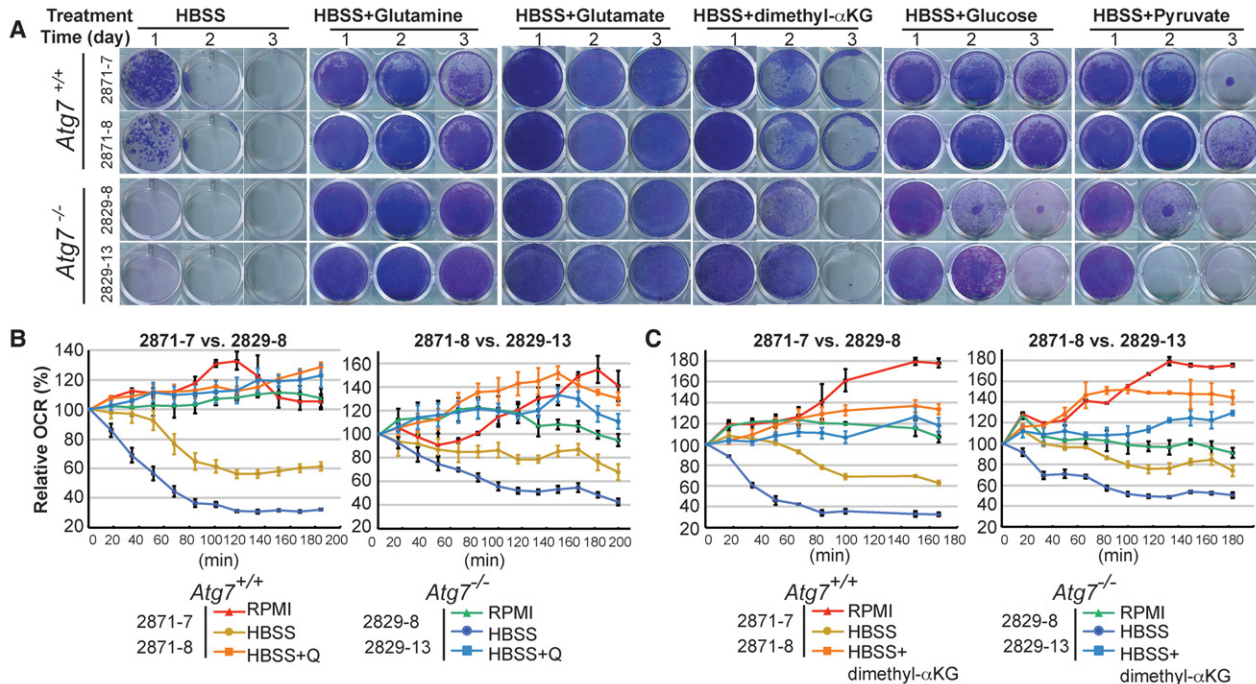 Treatment HBSS HBSS+Glutamine HBSS+Glutamate HBSS+dimethyl-αKG HBSS+Glucose HBSS+Pyruvate
A Time (day) 1 2 3 1 2 3 1 2 3 1 2 3 1 2 3 1 2 3
Atg7 +/+
2871-7
2871-8
Atg7 -/-
2829-8
2829-13
B 2871-7 vs. 2829-8
Relative OCR (%)
140
120
100
80
60
40
20
0 20 40 60 80 100 120 140 160 180 200
(min)
2871-8 vs. 2829-13
160
140
120
100
80
60
40
20
0 20 40 60 80 100 120 140 160 180 200
(min)
Atg7+/+
2871-7
2871-8
RPMI
HBSS
HBSS+Q
Atg7-/-
2829-8
2829-13
RPMI
HBSS
HBSS+Q
C 2871-7 vs. 2829-8
180
160
140
120
100
80
60
40
20
0 20 40 60 80 100 120 140 160 180
(min)
2871-8 vs. 2829-13
180
160
140
120
100
80
60
40
20
0 20 40 60 80 100 120 140 160 180
(min)
Atg7+/+
2871-7
2871-8
RPMI
HBSS
HBSS+
dimethyl-αKG
Atg7-/-
2829-8
2829-13
RPMI
HBSS
HBSS+
dimethyl-αKG